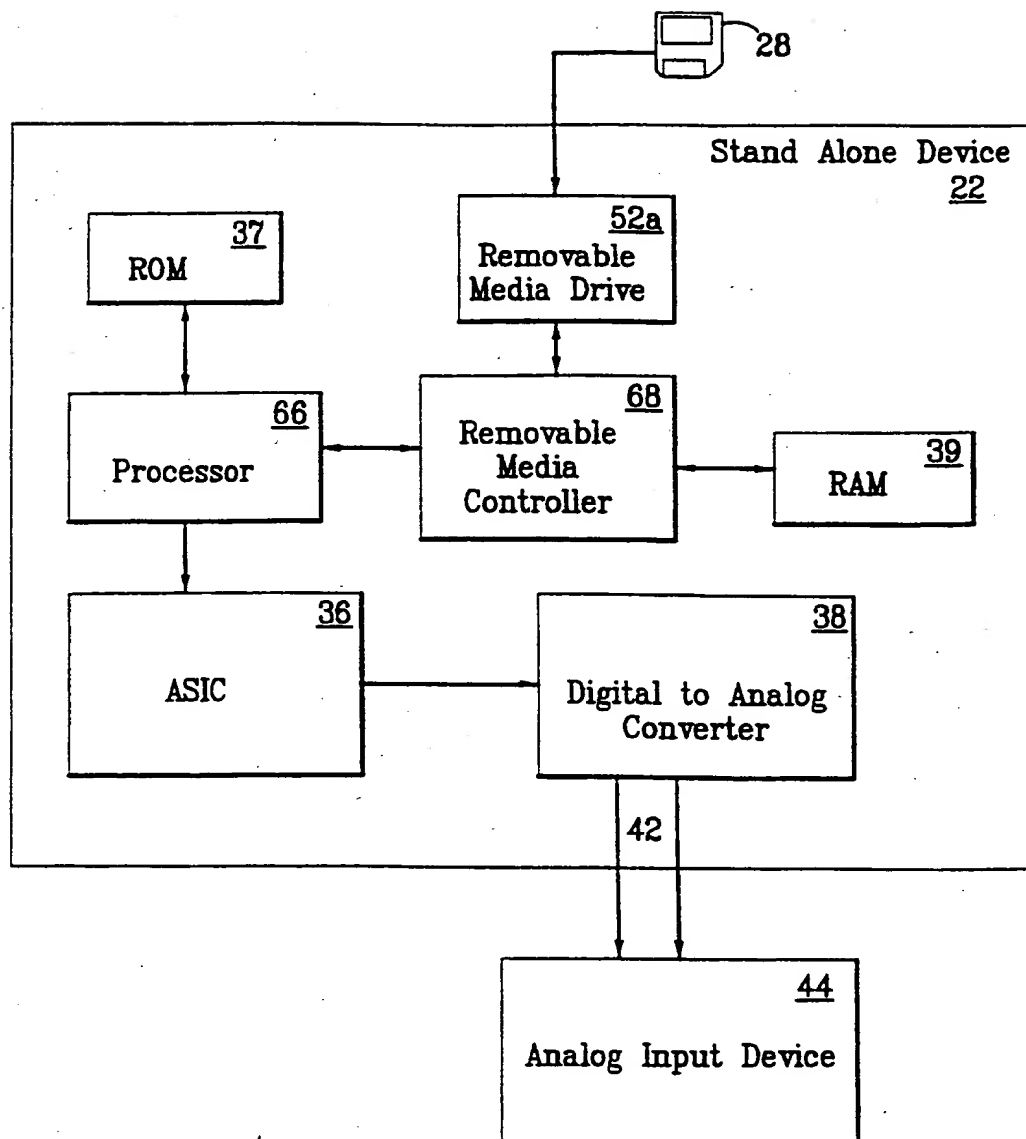 28
Stand Alone Device
22
52a
Removable
Media Drive
37
ROM
66
Processor
68
Removable
Media
Controller
39
RAM
36
ASIC
38
Digital to Analog
Converter
42
44
Analog Input Device